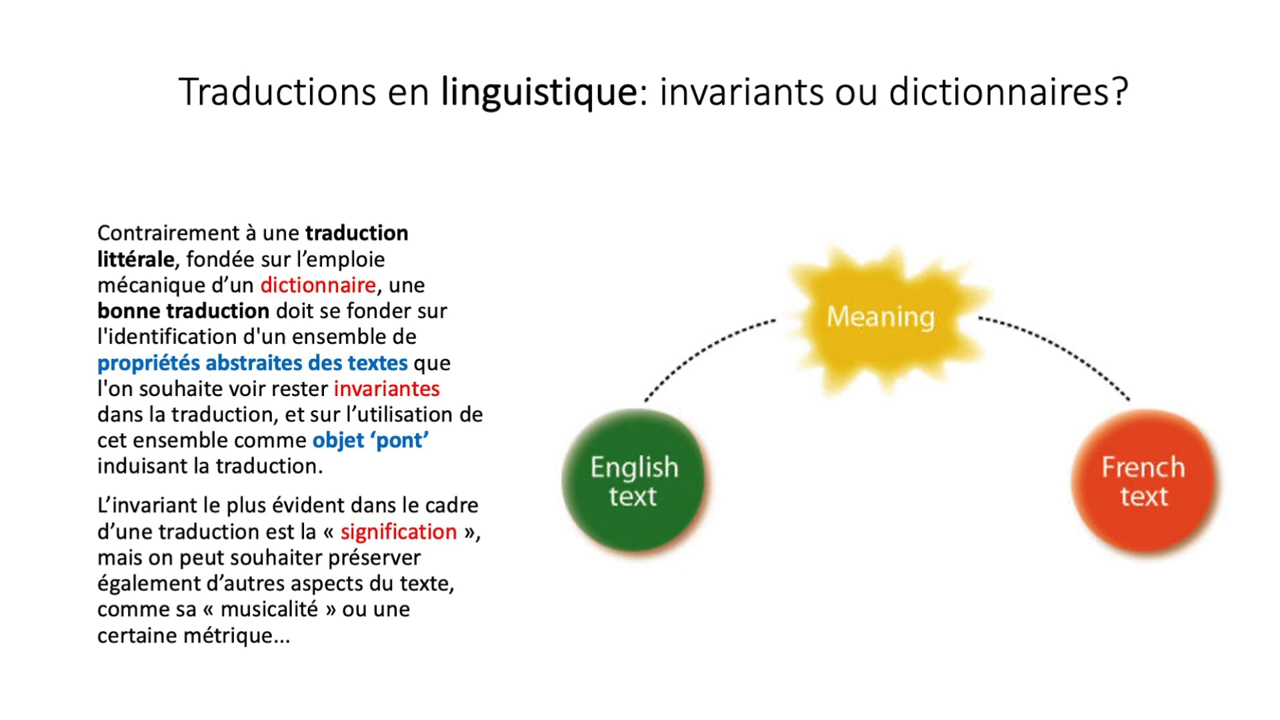 Traductions en linguistique: invariants ou dictionnaires?
Contrairement à une traduction
littérale, fondée sur l’emploie
mécanique d’un dictionnaire, une
bonne traduction doit se fonder sur
l'identification d'un ensemble de
propriétés abstraites des textes que
l'on souhaite voir rester invariantes
dans la traduction, et sur l’utilisation de
cet ensemble comme objet ‘pont’
induisant la traduction.
L’invariant le plus évident dans le cadre
d’une traduction est la « signification »,
mais on peut souhaiter préserver
également d’autres aspects du texte,
comme sa « musicalité » ou une
certaine métrique...
Meaning
English
text
French
text